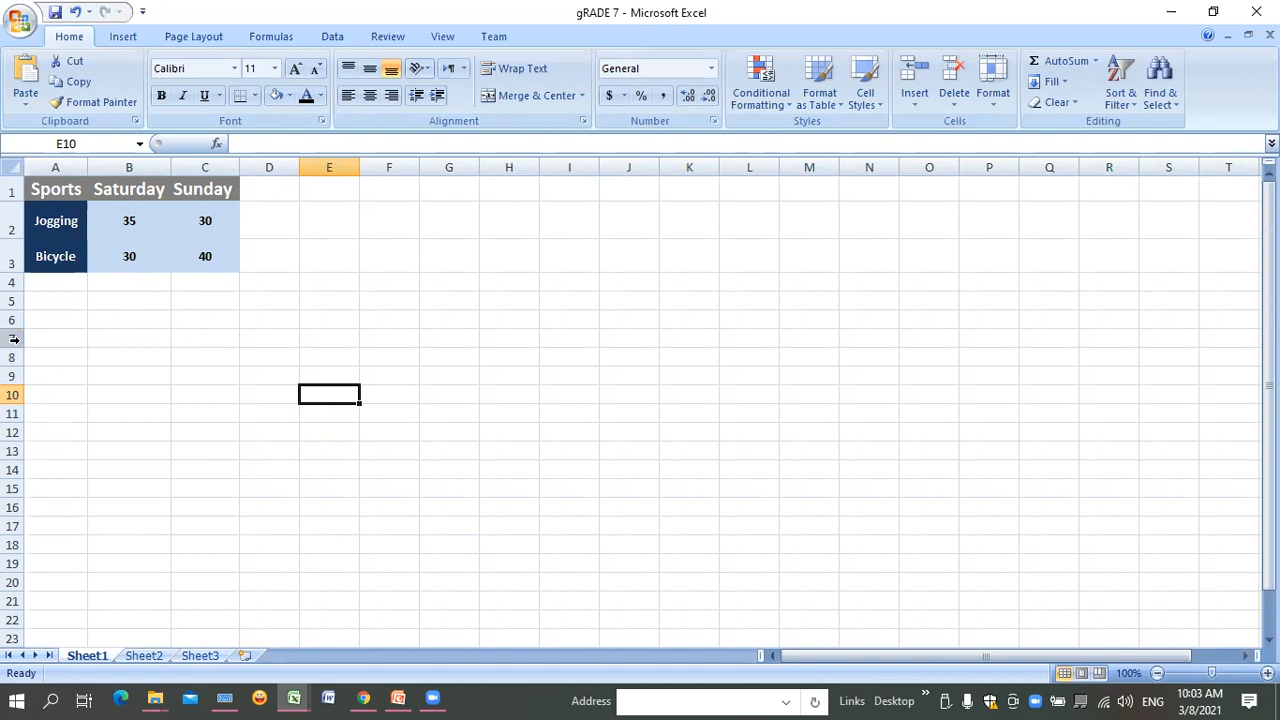 gRADE 7 - Microsoft Excel
Home Insert Page Layout Formulas Data Review View Team
Paste
Cut
Copy
Format Painter
Clipboard
Calibri 11
B I U A
Font
Wrap Text
Merge & Center
Alignment
General
$ % ,
Number
Conditional Formatting
Format as Table
Cell Styles
Styles
Insert Delete Format
Cells
AutoSum
Fill
Clear
Sort & Filter
Find & Select
Editing
E10 fx
A B C D E F G H I J K L M N O P Q R S T
1 Sports Saturday Sunday
2 Jogging 35 30
3 Bicycle 30 40
4
5
6
8
9
10
11
12
13
14
15
16
17
18
19
20
21
22
23
Sheet1 Sheet2 Sheet3
Ready 100%
Address Links Desktop » ENG 10:03 AM
3/8/2021